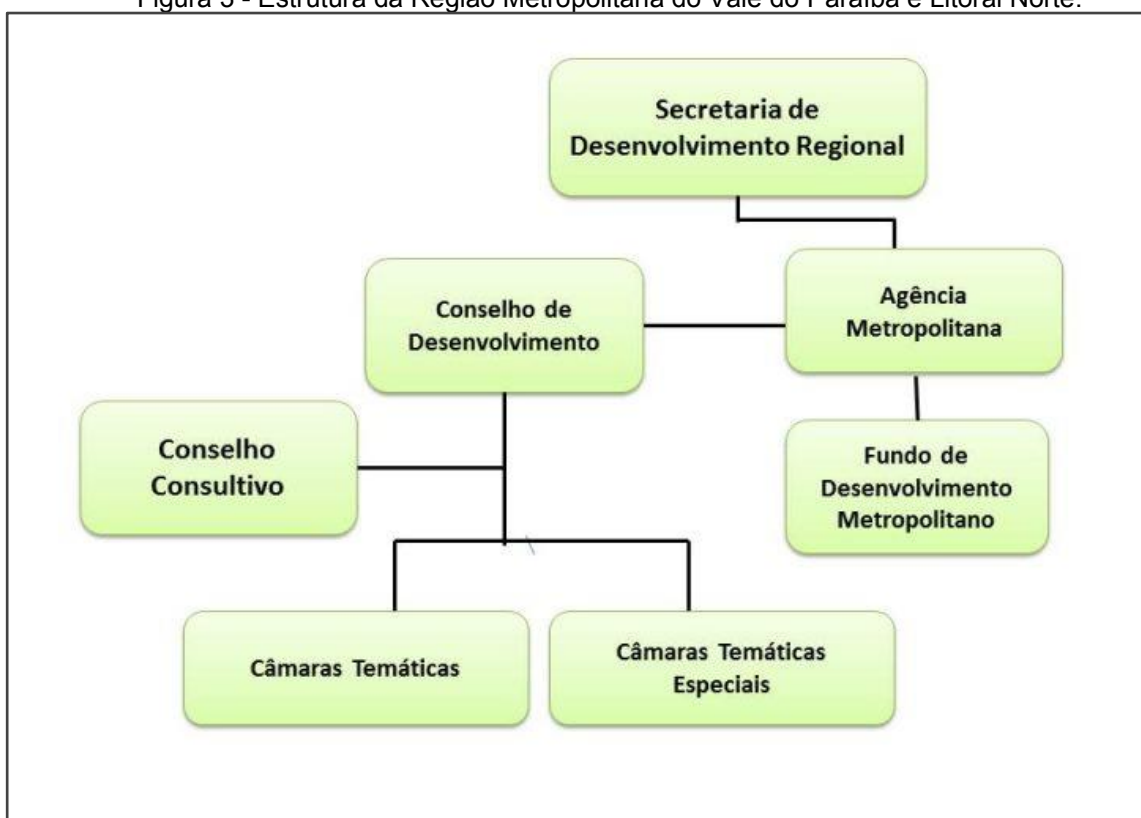 Figura 3 - Estrutura da Região Metropolitana do Vale do Paraíba e Litoral Norte.
Secretaria de
Desenvolvimento Regional
Agência
Metropolitana
Conselho de
Desenvolvimento
Conselho
Consultivo
Fundo de
Desenvolvimento
Metropolitano
Câmaras Temáticas
Câmaras Temáticas
Especiais